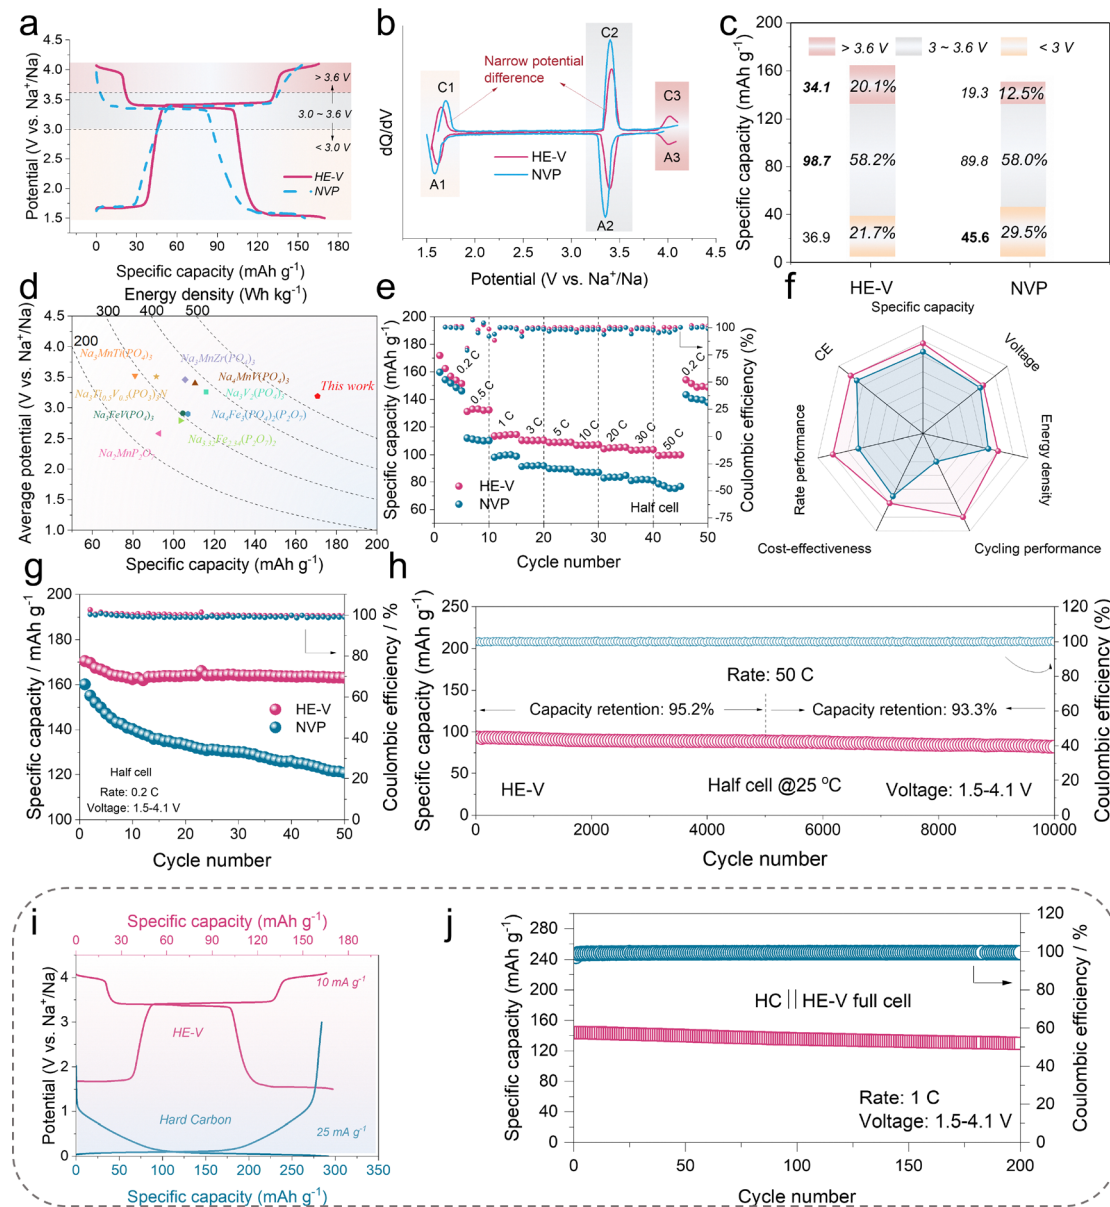 a
Potential (V vs. Na⁺/Na)
4.5
4.0
3.5
3.0
2.5
2.0
1.5
> 3.6 V
3.0 ~ 3.6 V
< 3.0 V
HE-V
NVP
0 30 60 90 120 150 180
Specific capacity (mAh g⁻¹)
b
dQ/dV
C1
C2
C3
Narrow potential
difference
HE-V
NVP
A1
A2
A3
1.0 1.5 2.0 2.5 3.0 3.5 4.0 4.5
Potential (V vs. Na⁺/Na)
c
Specific capacity (mAh g⁻¹)
200
160
120
80
40
0
> 3.6 V
3 ~ 3.6 V
< 3 V
34.1 20.1% 19.3 12.5%
98.7 58.2% 89.8 58.0%
36.9 21.7% 45.6 29.5%
HE-V NVP
d
Energy density (Wh kg⁻¹)
Average potential (V vs. Na⁺/Na)
4.5
4.0
3.5
3.0
2.5
2.0
1.5
1.0
200
300
400
500
Na₃MnTi(PO₄)₃
Na₃MnZr(PO₄)₃
Na₄MnV(PO₄)₃
This work
Na₃V₂(PO₄)₃
Na₃FeV(PO₄)₃
Na₄Fe₃(PO₄)₂(P₂O₇)
Na₂MnP₂O₇
50 100 150 200
Specific capacity (mAh g⁻¹)
e
Specific capacity (mAh g⁻¹)
200
180
160
140
120
100
80
60
0.2 C
0.5 C
1 C
3 C
5 C
10 C
20 C
30 C
50 C
0.2 C
HE-V
NVP
Half cell
0 10 20 30 40 50
Cycle number
100
75
50
25
0
-25
-50
-75
Coulombic efficiency (%)
f
Specific capacity
Voltage
Energy density
Cycling performance
Cost-effectiveness
Rate performance
CE
g
Specific capacity / mAh g⁻¹
200
180
160
140
120
100
HE-V
NVP
Half cell
Rate: 0.2 C
Voltage: 1.5-4.1 V
0 10 20 30 40 50
Cycle number
100
80
60
40
20
0
Coulombic efficiency / %
h
Specific capacity (mAh g⁻¹)
250
200
150
100
50
0
Rate: 50 C
Capacity retention: 95.2%
Capacity retention: 93.3%
HE-V
Half cell @25 °C
Voltage: 1.5-4.1 V
0 2000 4000 6000 8000 10000
Cycle number
120
100
80
60
40
20
0
Coulombic efficiency (%)
i
Specific capacity (mAh g⁻¹)
0 30 60 90 120 150 180
Potential (V vs. Na⁺/Na)
4
3
2
1
0
10 mA g⁻¹
HE-V
Hard Carbon
25 mA g⁻¹
0 50 100 150 200 250 300 350
Specific capacity (mAh g⁻¹)
j
Specific capacity (mAh g⁻¹)
280
240
200
160
120
80
40
0
HC || HE-V full cell
Rate: 1 C
Voltage: 1.5-4.1 V
0 50 100 150 200
Cycle number
120
100
80
60
40
20
0
Coulombic efficiency / %